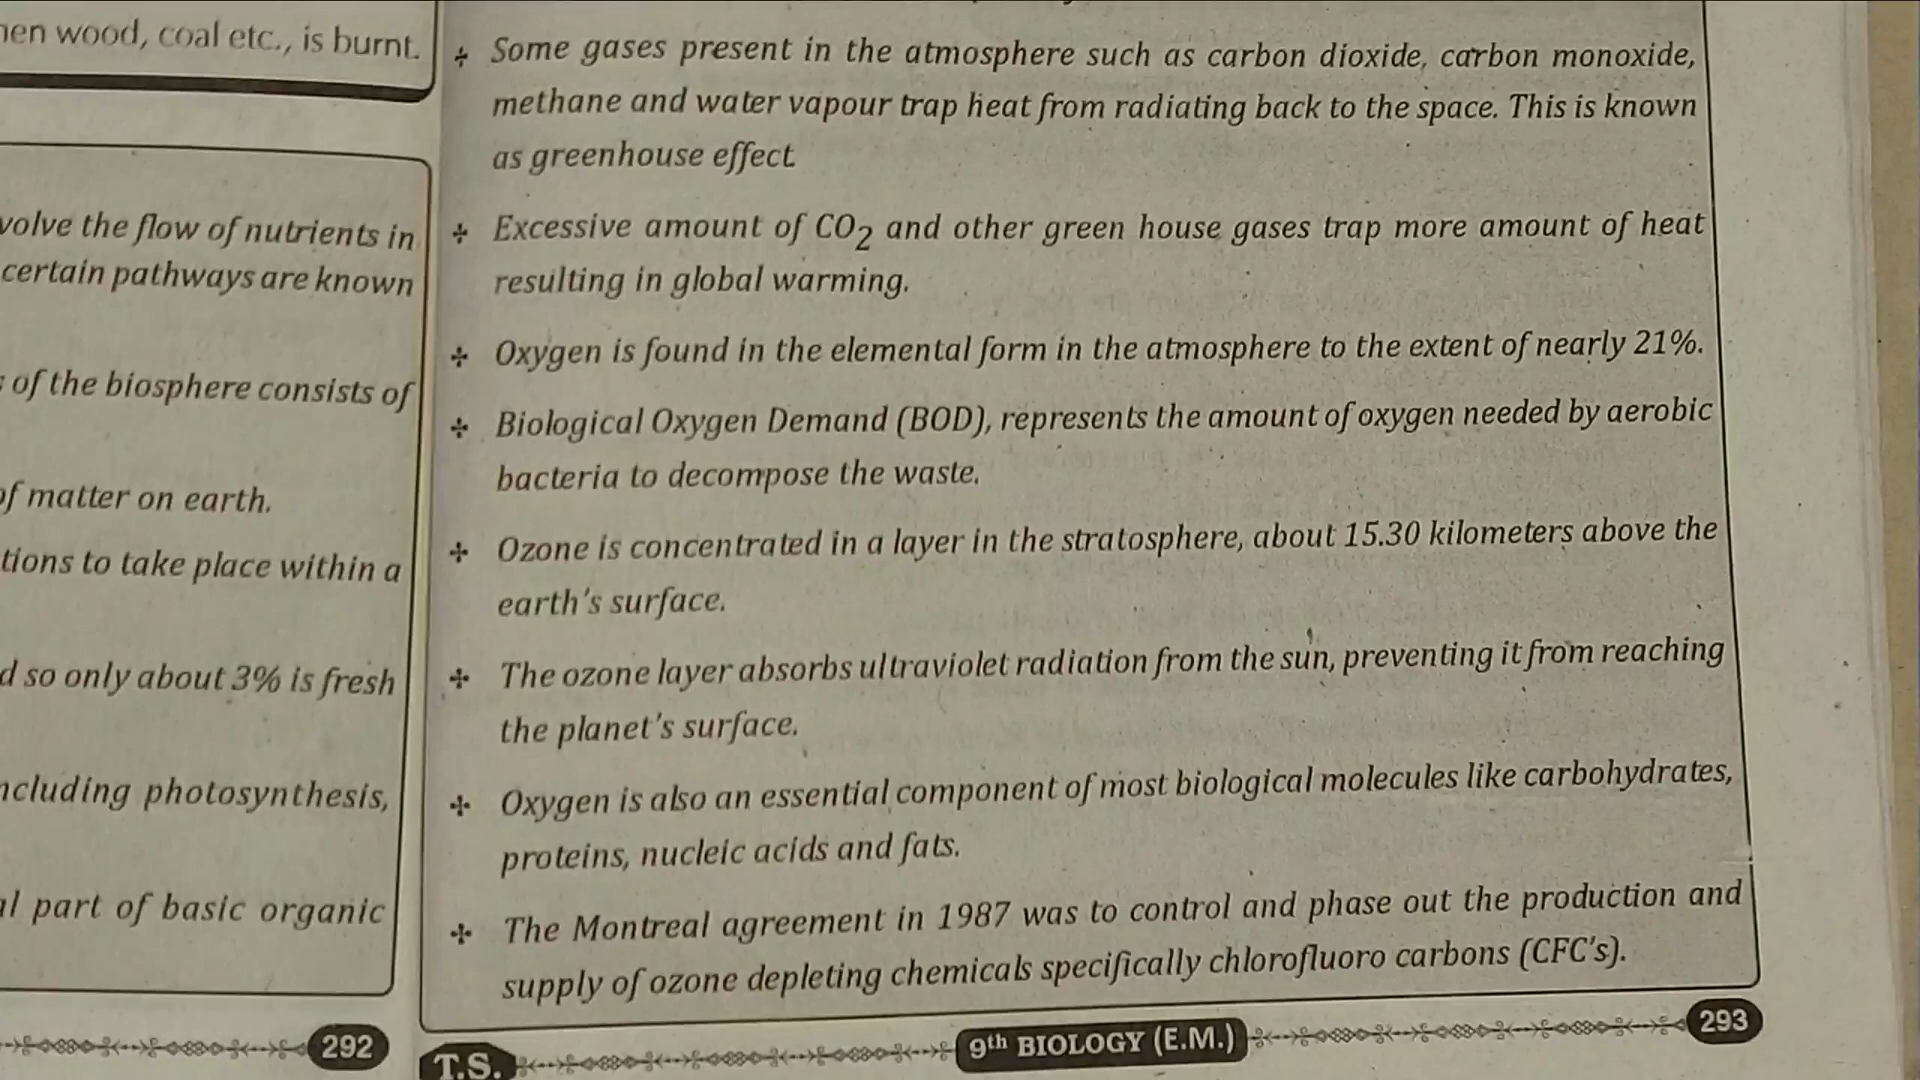 wood, coal etc., is burnt.
the flow of nutrients in
certain pathways are known
of the biosphere consists of
of matter on earth.
to take place within a
so only about 3% is fresh
photosynthesis,
part of basic organic
292
÷ Some gases present in the atmosphere such as carbon dioxide, carbon monoxide,
methane and water vapour trap heat from radiating back to the space. This is known
as greenhouse effect.
÷ Excessive amount of CO2 and other green house gases trap more amount of heat
resulting in global warming.
÷ Oxygen is found in the elemental form in the atmosphere to the extent of nearly 21%.
÷ Biological Oxygen Demand (BOD), represents the amount of oxygen needed by aerobic
bacteria to decompose the waste.
÷ Ozone is concentrated in a layer in the stratosphere, about 15.30 kilometers above the
earth's surface.
÷ The ozone layer absorbs ultraviolet radiation from the sun, preventing it from reaching
the planet's surface.
÷ Oxygen is also an essential component of most biological molecules like carbohydrates,
proteins, nucleic acids and fats.
÷ The Montreal agreement in 1987 was to control and phase out the production and
supply of ozone depleting chemicals specifically chlorofluoro carbons (CFC's).
T.S. 9th BIOLOGY (E.M.) 293